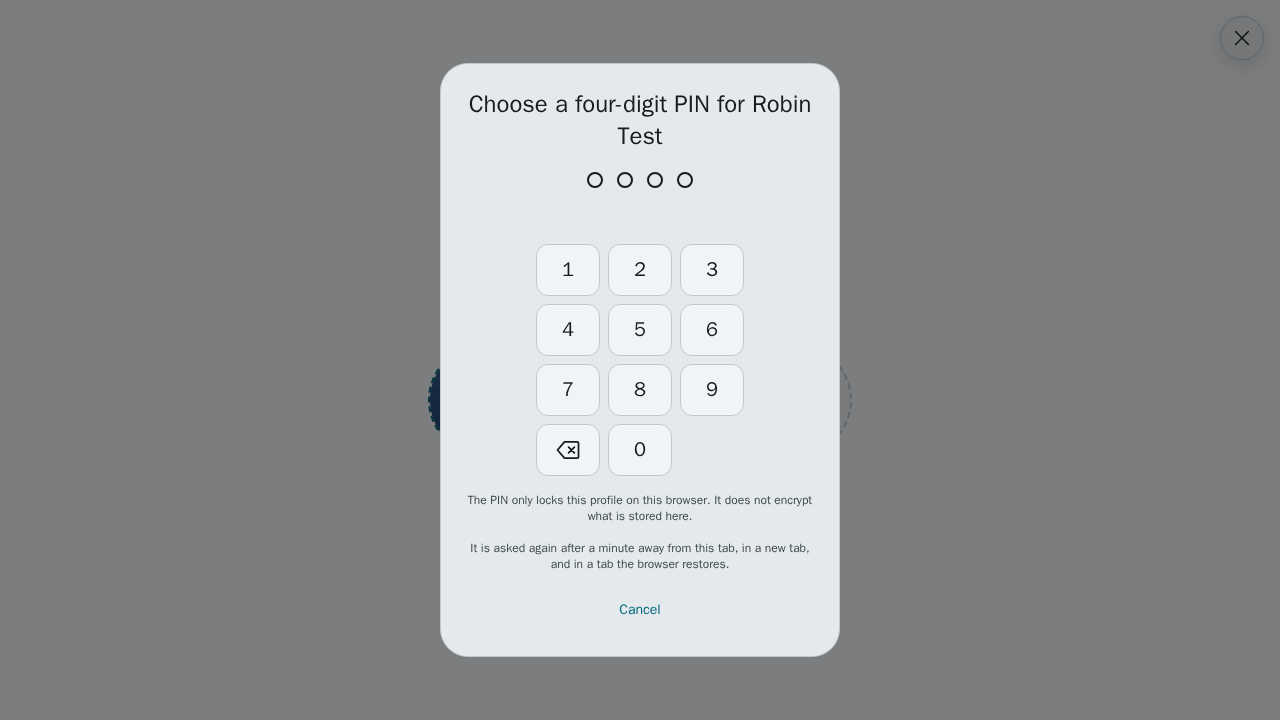 Choose a four-digit PIN for Robin
Test
1 2 3
4 5 6
7 8 9
0
The PIN only locks this profile on this browser. It does not encrypt
what is stored here.
It is asked again after a minute away from this tab, in a new tab,
and in a tab the browser restores.
Cancel